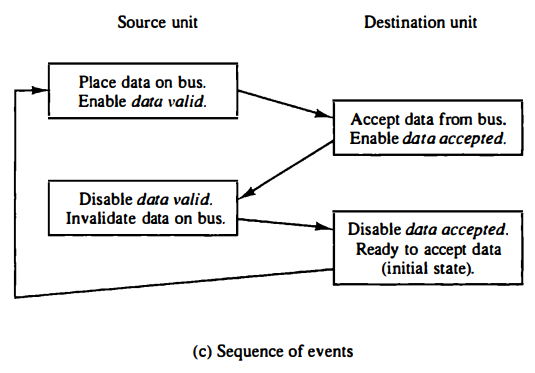 Source unit
Destination unit
Place data on bus.
Enable data valid.
Accept data from bus.
Enable data accepted.
Disable data valid.
Invalidate data on bus.
Disable data accepted.
Ready to accept data
(initial state).
(c) Sequence of events